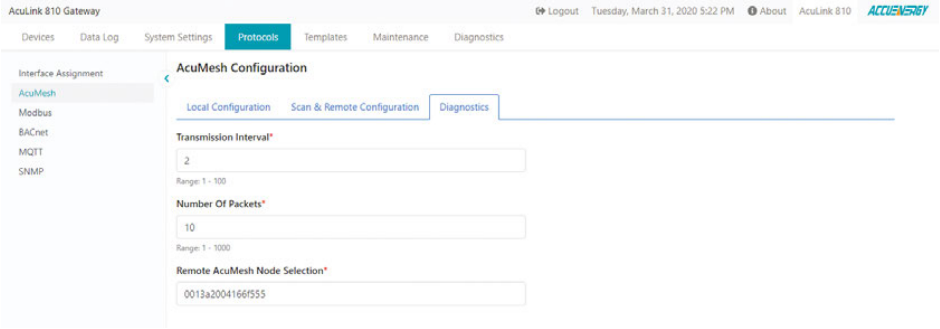 AcuLink 810 Gateway Logout Tuesday, March 31, 2020 5:22 PM About AcuLink 810 ACCUENERGY
Devices Data Log System Settings Protocols Templates Maintenance Diagnostics
Interface Assignment
AcuMesh
Modbus
BACnet
MQTT
SNMP
AcuMesh Configuration
Local Configuration Scan & Remote Configuration Diagnostics
Transmission Interval*
2
Range: 1 - 100
Number Of Packets*
10
Range: 1 - 1000
Remote AcuMesh Node Selection*
0013a2004166f555